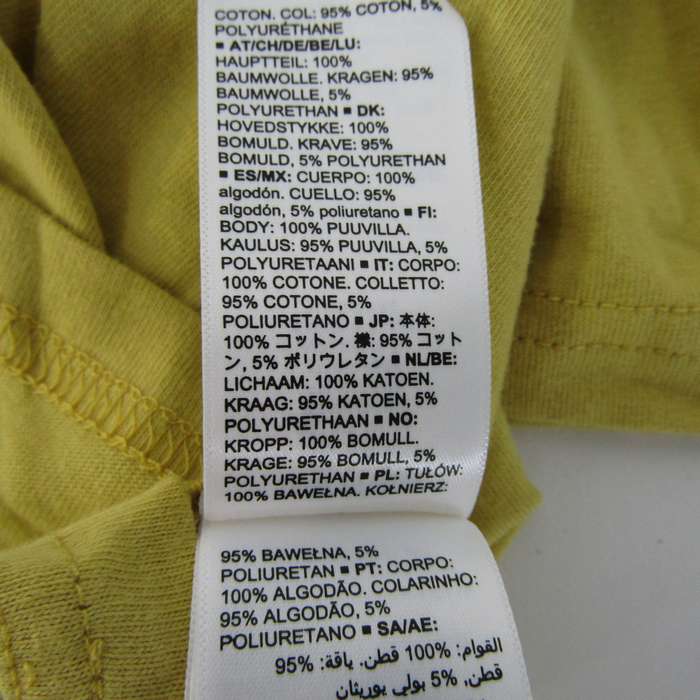 COTON. COL: 95% COTON, 5%
POLYURÉTHANE
■ AT/CH/DE/BE/LU:
HAUPTTEIL: 100%
BAUMWOLLE. KRAGEN: 95%
BAUMWOLLE, 5%
POLYURETHAN ■ DK:
HOVEDSTYKKE: 100%
BOMULD. KRAVE: 95%
BOMULD, 5% POLYURETHAN
■ ES/MX: CUERPO: 100%
algodón. CUELLO: 95%
algodón, 5% poliuretano ■ FI:
BODY: 100% PUUVILLA.
KAULUS: 95% PUUVILLA, 5%
POLYURETAANI ■ IT: CORPO:
100% COTONE. COLLETTO:
95% COTONE, 5%
POLIURETANO ■ JP: 本体:
100% コットン. 襟: 95% コット
ン, 5% ポリウレタン ■ NL/BE:
LICHAAM: 100% KATOEN.
KRAAG: 95% KATOEN, 5%
POLYURETHAAN ■ NO:
KROPP: 100% BOMULL.
KRAGE: 95% BOMULL, 5%
POLYURETHAN ■ PL: TUŁÓW:
100% BAWEŁNA. KOŁNIERZ:
95% BAWEŁNA, 5%
POLIURETAN ■ PT: CORPO:
100% ALGODÃO. COLARINHO:
95% ALGODÃO, 5%
POLIURETANO ■ SA/AE:
القوام: 100% قطن. ياقة: 95%
قطن, 5% بولي يوريثان